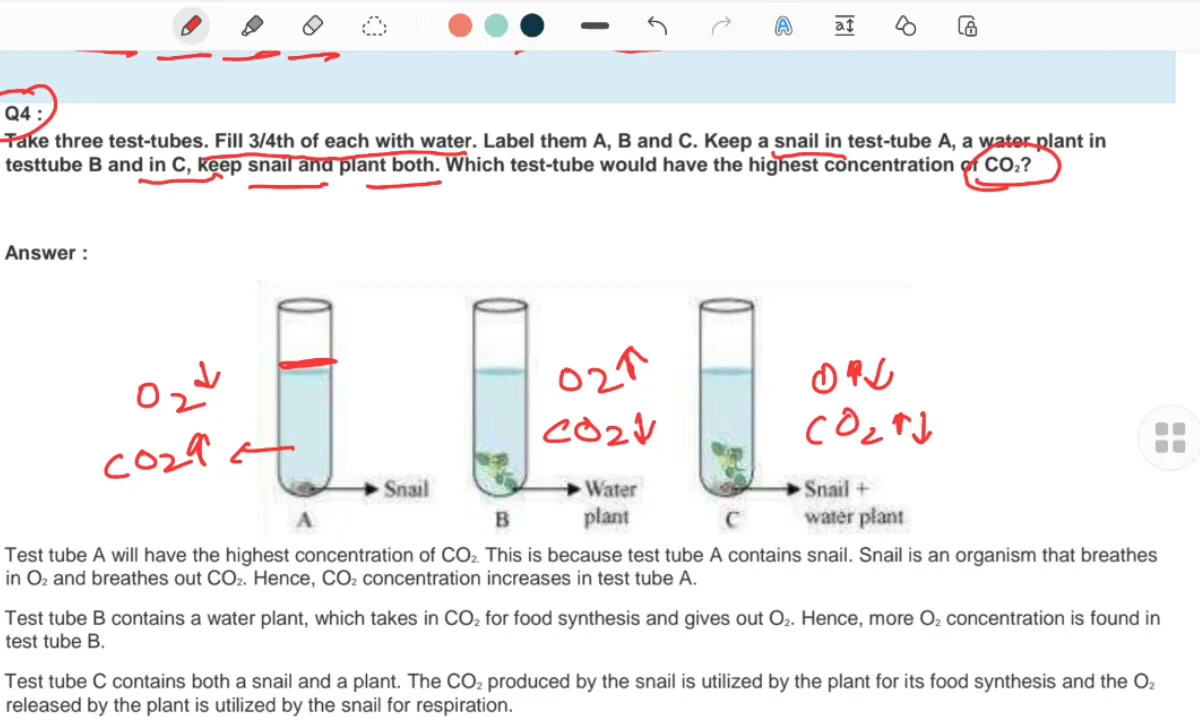 Q4 :
Take three test-tubes. Fill 3/4th of each with water. Label them A, B and C. Keep a snail in test-tube A, a water plant in
testtube B and in C, keep snail and plant both. Which test-tube would have the highest concentration of CO₂?
Answer :
O2↓
CO2↑ ←
O2↑
CO2↓
O↑↓
CO2↑↓
Snail
Water
plant
Snail +
water plant
A
B
C
Test tube A will have the highest concentration of CO₂. This is because test tube A contains snail. Snail is an organism that breathes
in O₂ and breathes out CO₂. Hence, CO₂ concentration increases in test tube A.
Test tube B contains a water plant, which takes in CO₂ for food synthesis and gives out O₂. Hence, more O₂ concentration is found in
test tube B.
Test tube C contains both a snail and a plant. The CO₂ produced by the snail is utilized by the plant for its food synthesis and the O₂
released by the plant is utilized by the snail for respiration.